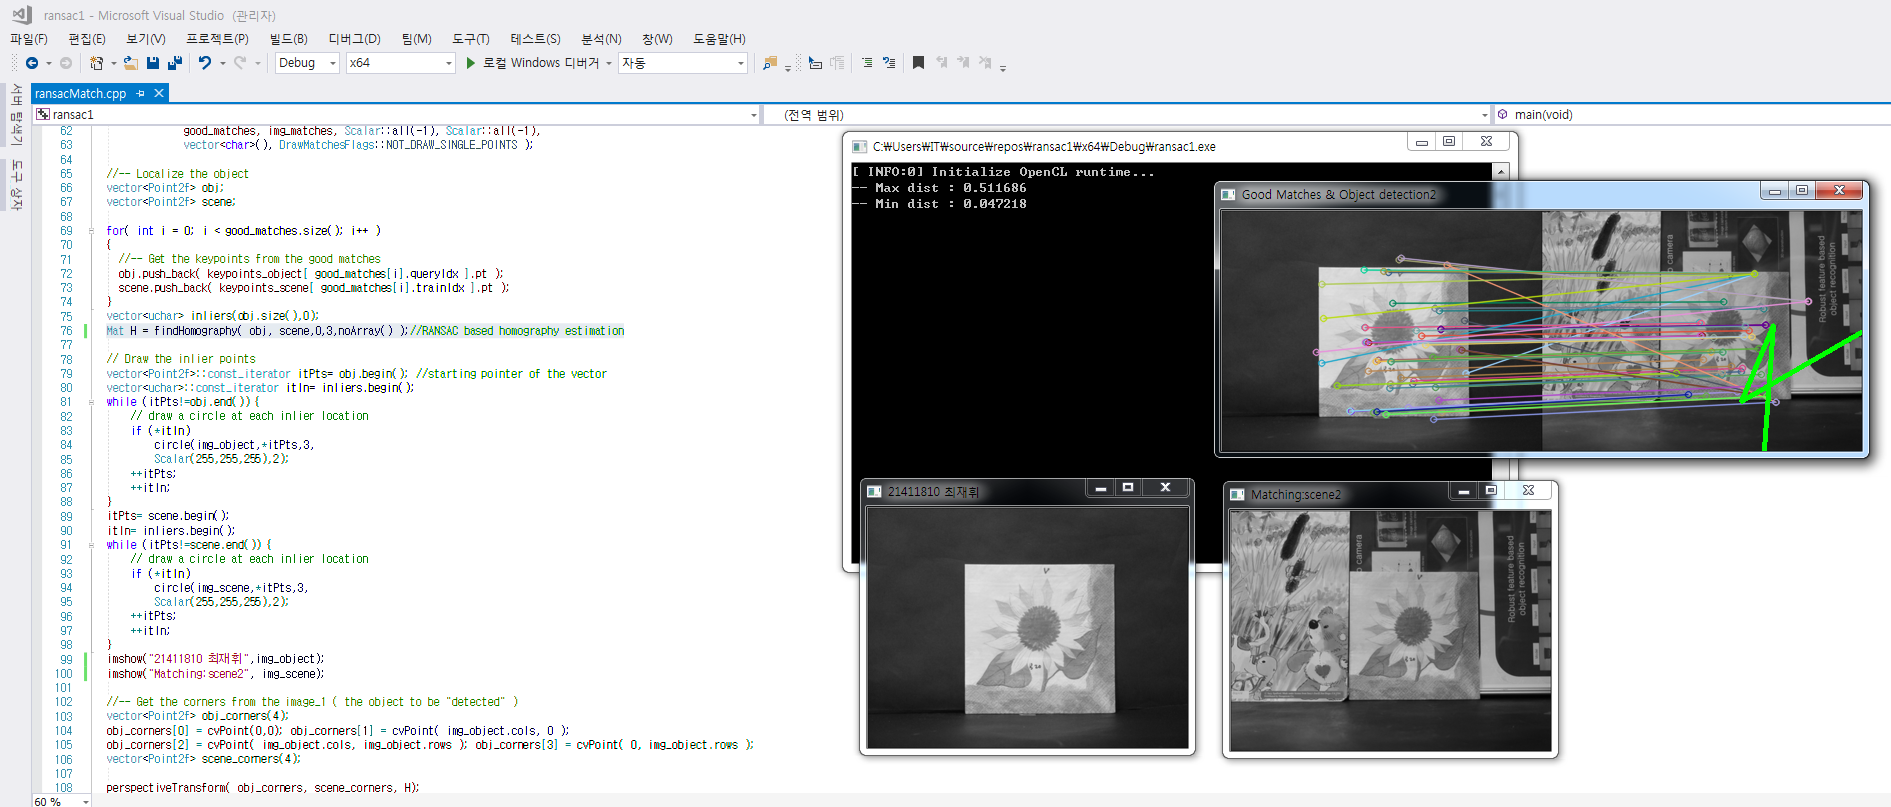 ransac1 - Microsoft Visual Studio (관리자)
파일(F) 편집(E) 보기(V) 프로젝트(P) 빌드(B) 디버그(D) 팀(M) 도구(T) 테스트(S) 분석(N) 창(W) 도움말(H)
Debug x64 로컬 Windows 디버거 자동
서버 탐색기
도구 상자
ransacMatch.cpp
ransac1 (전역 범위) main(void)
62 good_matches, img_matches, Scalar::all(-1), Scalar::all(-1),
63 vector<char>(), DrawMatchesFlags::NOT_DRAW_SINGLE_POINTS );
64
65 //-- Localize the object
66 vector<Point2f> obj;
67 vector<Point2f> scene;
68
69 for( int i = 0; i < good_matches.size(); i++ )
70 {
71 //-- Get the keypoints from the good matches
72 obj.push_back( keypoints_object[ good_matches[i].queryIdx ].pt );
73 scene.push_back( keypoints_scene[ good_matches[i].trainIdx ].pt );
74 }
75 vector<uchar> inliers(obj.size(),0);
76 Mat H = findHomography( obj, scene,0,3,noArray() );//RANSAC based homography estimation
77
78 // Draw the inlier points
79 vector<Point2f>::const_iterator itPts= obj.begin(); //starting pointer of the vector
80 vector<uchar>::const_iterator itIn= inliers.begin();
81 while (itPts!=obj.end()) {
82 // draw a circle at each inlier location
83 if (*itIn)
84 circle(img_object,*itPts,3,
85 Scalar(255,255,255),2);
86 ++itPts;
87 ++itIn;
88 }
89 itPts= scene.begin();
90 itIn= inliers.begin();
91 while (itPts!=scene.end()) {
92 // draw a circle at each inlier location
93 if (*itIn)
94 circle(img_scene,*itPts,3,
95 Scalar(255,255,255),2);
96 ++itPts;
97 ++itIn;
98 }
99 imshow("21411810 최재휘",img_object);
100 imshow("Matching:scene2", img_scene);
101
102 //-- Get the corners from the image_1 ( the object to be "detected" )
103 vector<Point2f> obj_corners(4);
104 obj_corners[0] = cvPoint(0,0); obj_corners[1] = cvPoint( img_object.cols, 0 );
105 obj_corners[2] = cvPoint( img_object.cols, img_object.rows ); obj_corners[3] = cvPoint( 0, img_object.rows );
106 vector<Point2f> scene_corners(4);
107
108 perspectiveTransform( obj_corners, scene_corners, H);
60 %
C:₩Users₩IT₩source₩repos₩ransac1₩x64₩Debug₩ransac1.exe
[ INFO:0] Initialize OpenCL runtime...
-- Max dist : 0.511686
-- Min dist : 0.047218
Good Matches & Object detection2
o camera
Robust feature based
object recognition
21411810 최재휘
Matching:scene2
o camera
Robust feature based
object recognition